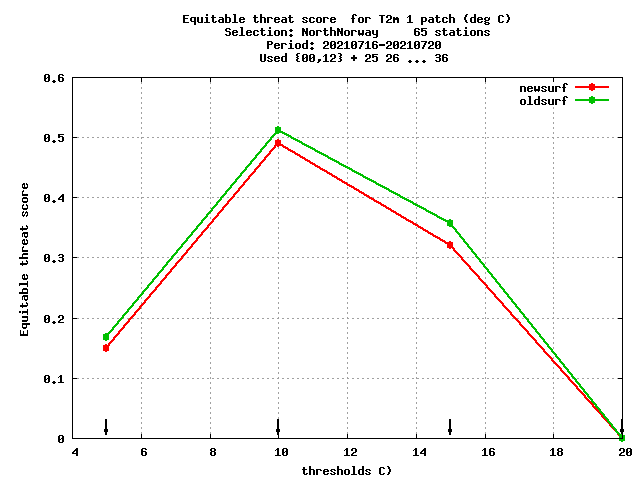 Equitable threat score for T2m 1 patch (deg C)
Selection: NorthNorway 65 stations
Period: 20210716-20210720
Used {00,12} + 25 26 ... 36
newsurf
oldsurf
Equitable threat score
0.6
0.5
0.4
0.3
0.2
0.1
0
4 6 8 10 12 14 16 18 20
thresholds C)